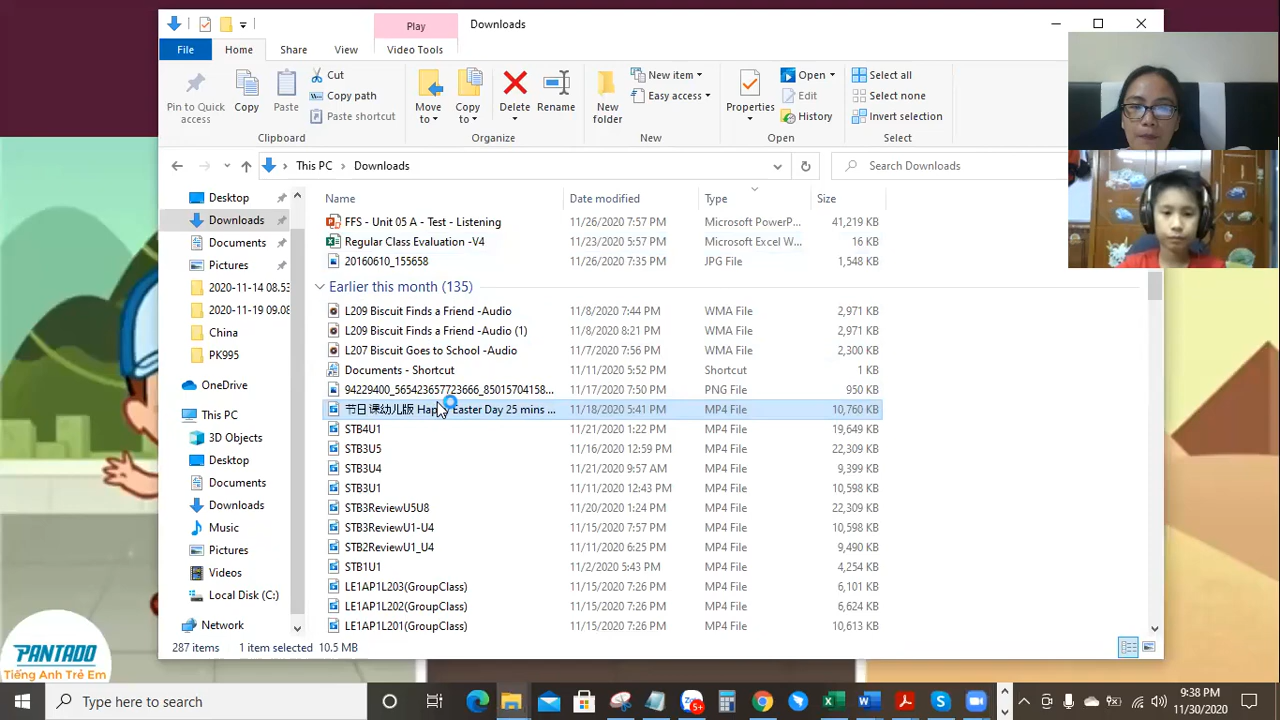 Play
Downloads
File
Home
Share
View
Video Tools
Pin to Quick
access
Copy
Paste
Cut
Copy path
Paste shortcut
Clipboard
Move
to
Copy
to
Delete
Rename
Organize
New
folder
New item
Easy access
New
Properties
Open
Edit
History
Open
Select all
Select none
Invert selection
Select
This PC > Downloads
Search Downloads
Desktop
Downloads
Documents
Pictures
2020-11-14 08.53
2020-11-19 09.08
China
PK995
OneDrive
This PC
3D Objects
Desktop
Documents
Downloads
Music
Pictures
Videos
Local Disk (C:)
Network
Name Date modified Type Size
FFS - Unit 05 A - Test - Listening 11/26/2020 7:57 PM Microsoft PowerP... 41,219 KB
Regular Class Evaluation -V4 11/23/2020 5:57 PM Microsoft Excel W... 16 KB
20160610_155658 11/26/2020 7:35 PM JPG File 1,548 KB
Earlier this month (135)
L209 Biscuit Finds a Friend -Audio 11/8/2020 7:44 PM WMA File 2,971 KB
L209 Biscuit Finds a Friend -Audio (1) 11/8/2020 8:21 PM WMA File 2,971 KB
L207 Biscuit Goes to School -Audio 11/7/2020 7:56 PM WMA File 2,300 KB
Documents - Shortcut 11/11/2020 5:52 PM Shortcut 1 KB
94229400_565423657723666_85015704158... 11/17/2020 7:50 PM PNG File 950 KB
节日课幼儿版 Happy Easter Day 25 mins ... 11/18/2020 5:41 PM MP4 File 10,760 KB
STB4U1 11/21/2020 1:22 PM MP4 File 19,649 KB
STB3U5 11/16/2020 12:59 PM MP4 File 22,309 KB
STB3U4 11/21/2020 9:57 AM MP4 File 9,399 KB
STB3U1 11/11/2020 12:43 PM MP4 File 10,598 KB
STB3ReviewU5U8 11/20/2020 1:24 PM MP4 File 22,309 KB
STB3ReviewU1-U4 11/15/2020 7:57 PM MP4 File 10,598 KB
STB2ReviewU1_U4 11/11/2020 6:25 PM MP4 File 9,490 KB
STB1U1 11/2/2020 5:43 PM MP4 File 4,254 KB
LE1AP1L203(GroupClass) 11/15/2020 7:26 PM MP4 File 6,101 KB
LE1AP1L202(GroupClass) 11/15/2020 7:26 PM MP4 File 6,624 KB
LE1AP1L201(GroupClass) 11/15/2020 7:26 PM MP4 File 10,613 KB
287 items 1 item selected 10.5 MB
PANTADO
Tiếng Anh Trẻ Em
Type here to search
5+
9:38 PM
11/30/2020